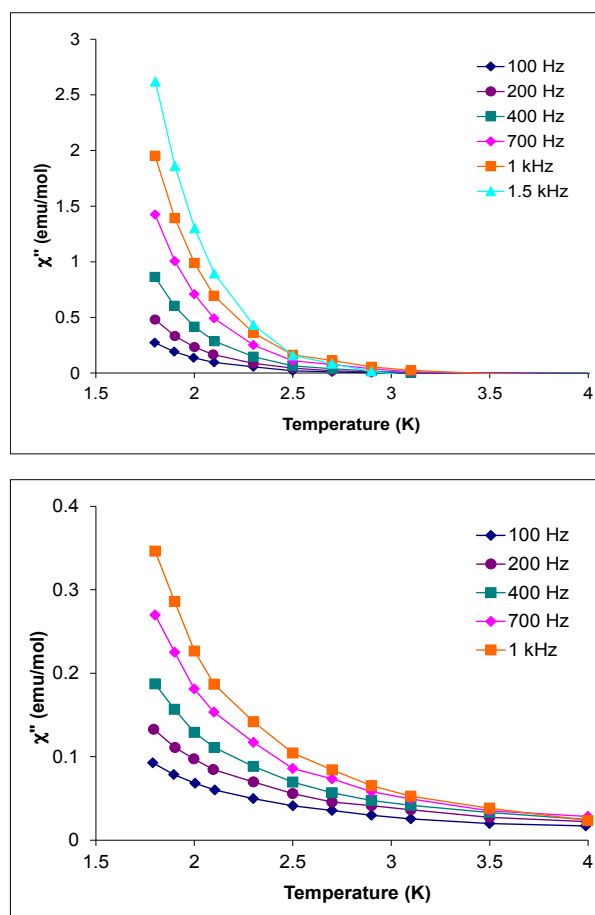 3
2.5
2
1.5
1
0.5
0
χ'' (emu/mol)
100 Hz
200 Hz
400 Hz
700 Hz
1 kHz
1.5 kHz
1.5 2 2.5 3 3.5 4
Temperature (K)
0.4
0.3
0.2
0.1
0
χ'' (emu/mol)
100 Hz
200 Hz
400 Hz
700 Hz
1 kHz
1.5 2 2.5 3 3.5 4
Temperature (K)